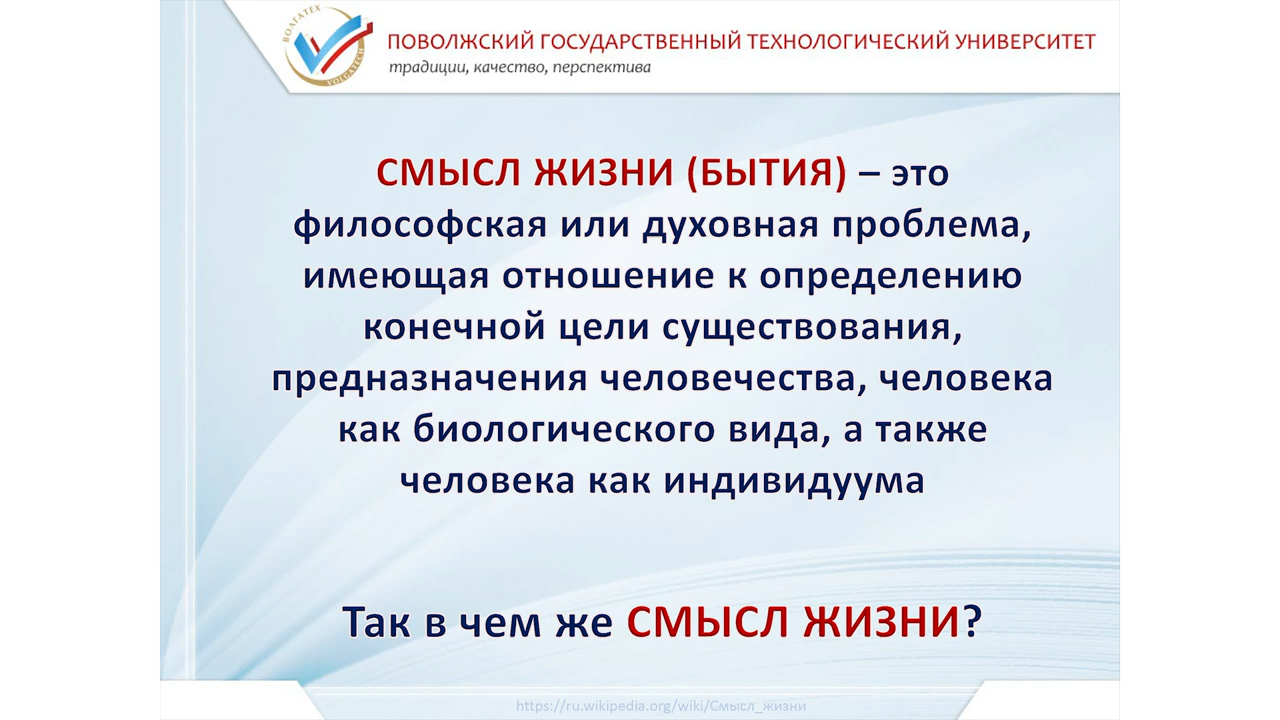 ВОЛГАТЕХ
VOLGATECH
ПОВОЛЖСКИЙ ГОСУДАРСТВЕННЫЙ ТЕХНОЛОГИЧЕСКИЙ УНИВЕРСИТЕТ
традиции, качество, перспектива
СМЫСЛ ЖИЗНИ (БЫТИЯ) – это
философская или духовная проблема,
имеющая отношение к определению
конечной цели существования,
предназначения человечества, человека
как биологического вида, а также
человека как индивидуума
Так в чем же СМЫСЛ ЖИЗНИ?
https://ru.wikipedia.org/wiki/Смысл_жизни